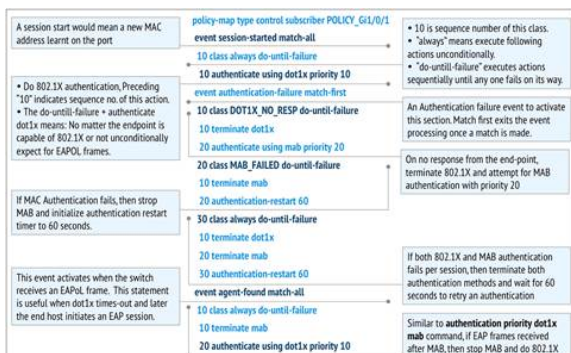 A session start would mean a new MAC
address learnt on the port
policy-map type control subscriber POLICY_Gi1/0/1
event session-started match-all
10 class always do-until-failure
10 authenticate using dot1x priority 10
• 10 is sequence number of this class.
• "always" means execute following
actions unconditionally.
• "do-untill-failure" executes actions
sequentially until any one fails on its way.
• Do 802.1X authentication, Preceding
"10" indicates sequence no. of this action.
• The do-untill-failure + authenticate
dot1x means: No matter the endpoint is
capable of 802.1X or not unconditionally
expect for EAPOL frames.
event authentication-failure match-first
10 class DOT1X_NO_RESP do-until-failure
10 terminate dot1x
20 authenticate using mab priority 20
An Authentication failure event to activate
this section. Match first exits the event
processing once a match is made.
20 class MAB_FAILED do-until-failure
10 terminate mab
20 authentication-restart 60
On no response from the end-point,
terminate 802.1X and attempt for MAB
authentication with priority 20
If MAC Authentication fails, then stop
MAB and initialize authentication restart
timer to 60 seconds.
30 class always do-until-failure
10 terminate dot1x
20 terminate mab
30 authentication-restart 60
If both 802.1X and MAB authentication
fails per session, then terminate both
authentication methods and wait for 60
seconds to retry an authentication
This event activates when the switch
receives an EAPoL frame. This statement
is useful when dot1x times-out and later
the end host initiates an EAP session.
event agent-found match-all
10 class always do-until-failure
10 terminate mab
20 authenticate using dot1x priority 10
Similar to authentication priority dot1x
mab command, if EAP frames received
after MAB, then stop MAB and do 802.1X